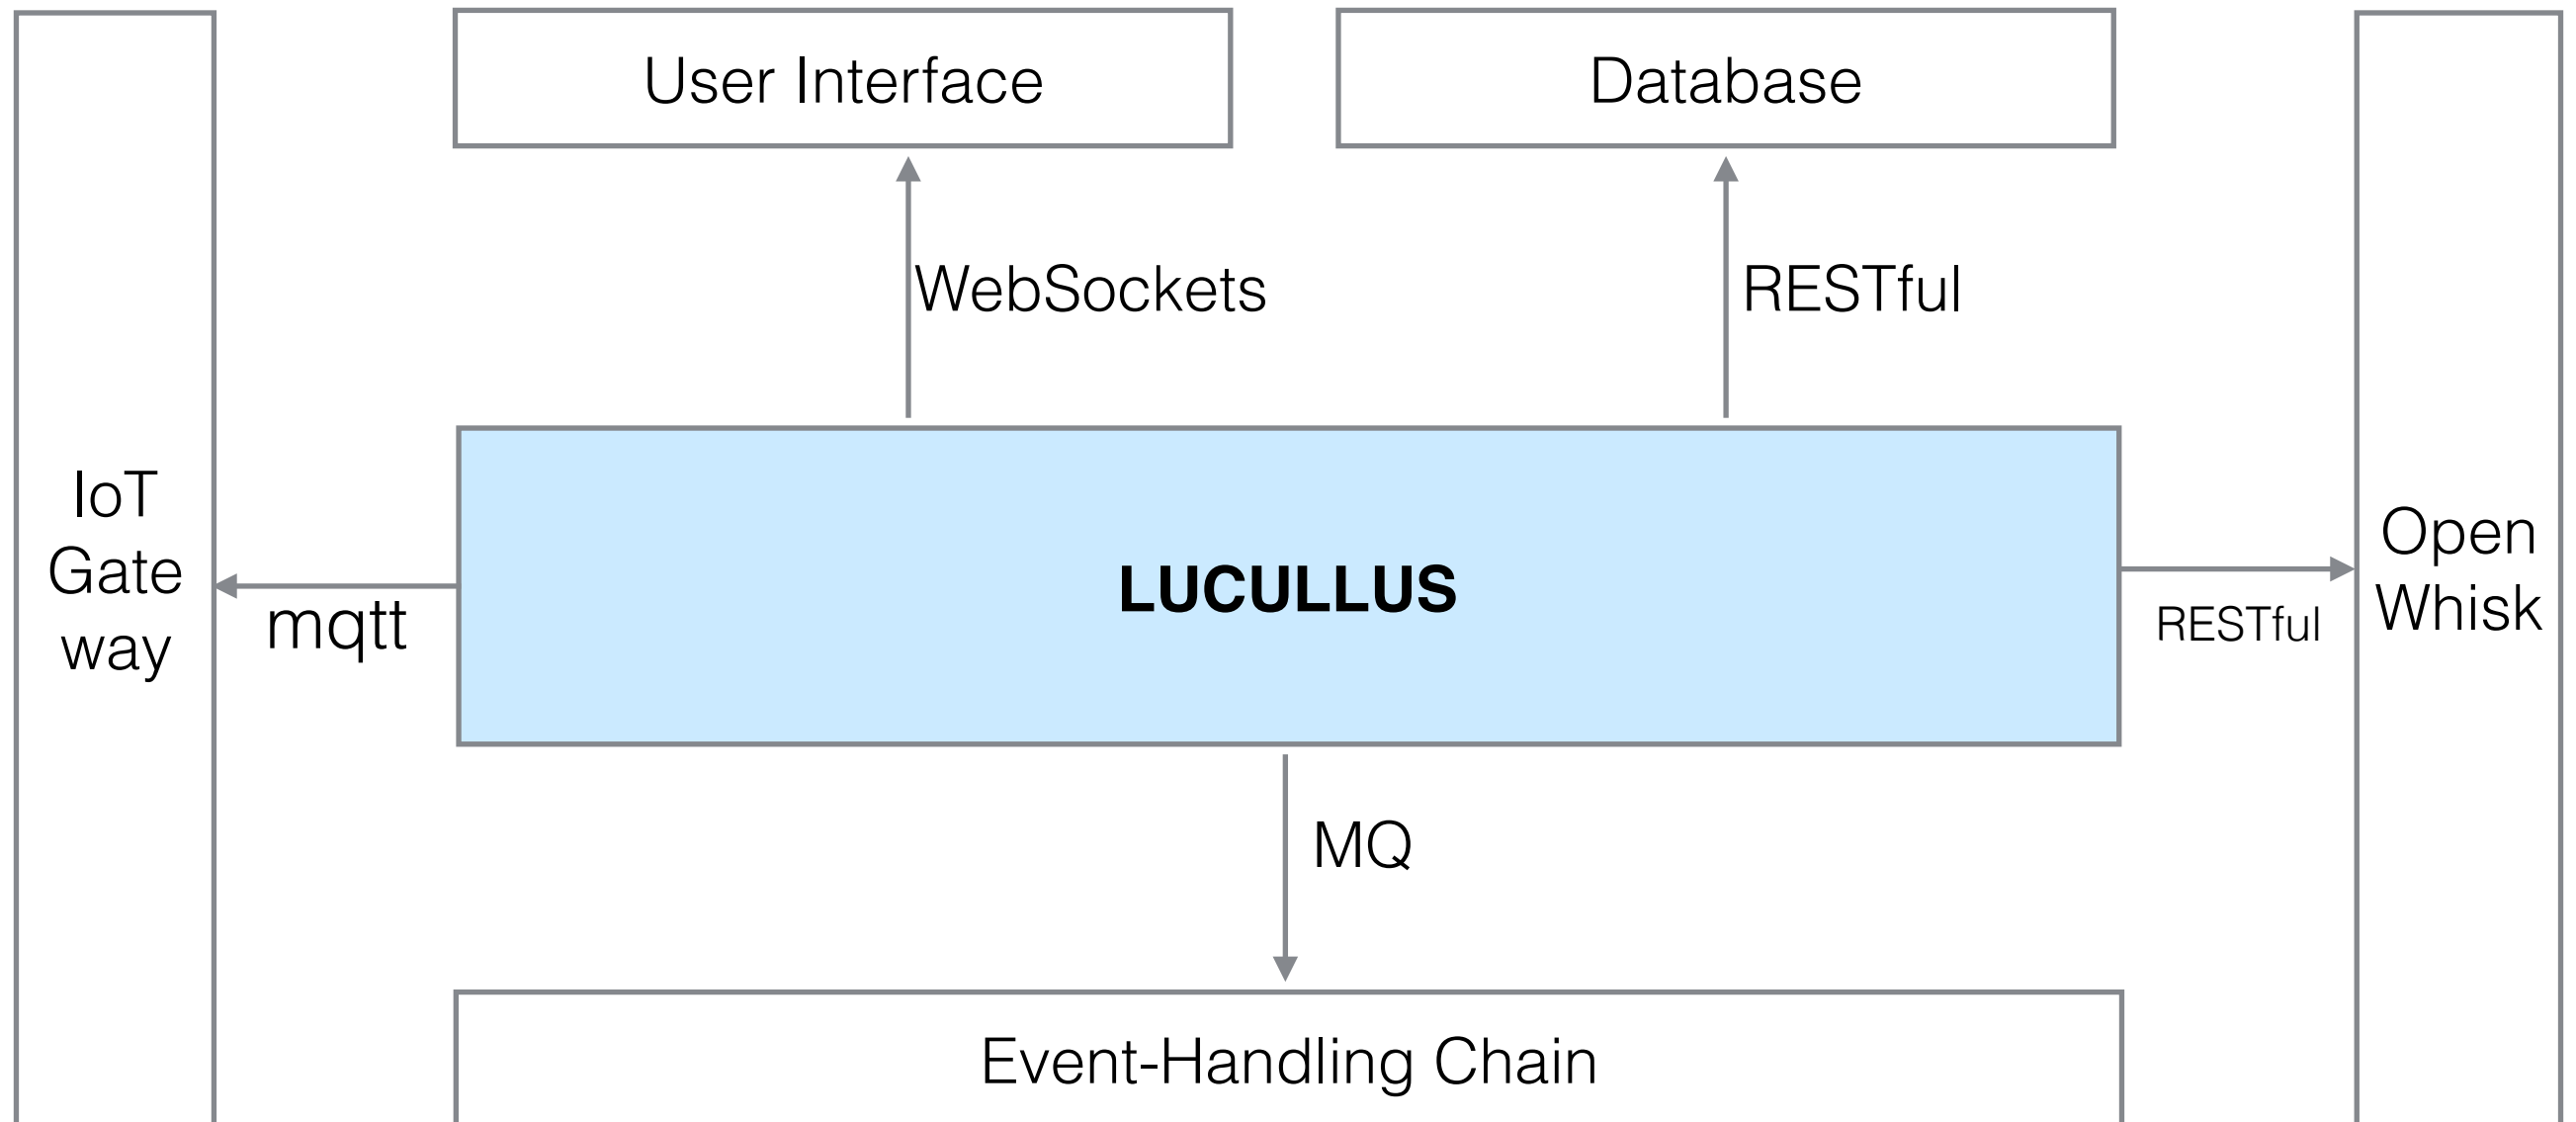 User Interface
Database
WebSockets
RESTful
IoT
Gate
way
mqtt
LUCULLUS
RESTful
Open
Whisk
MQ
Event-Handling Chain